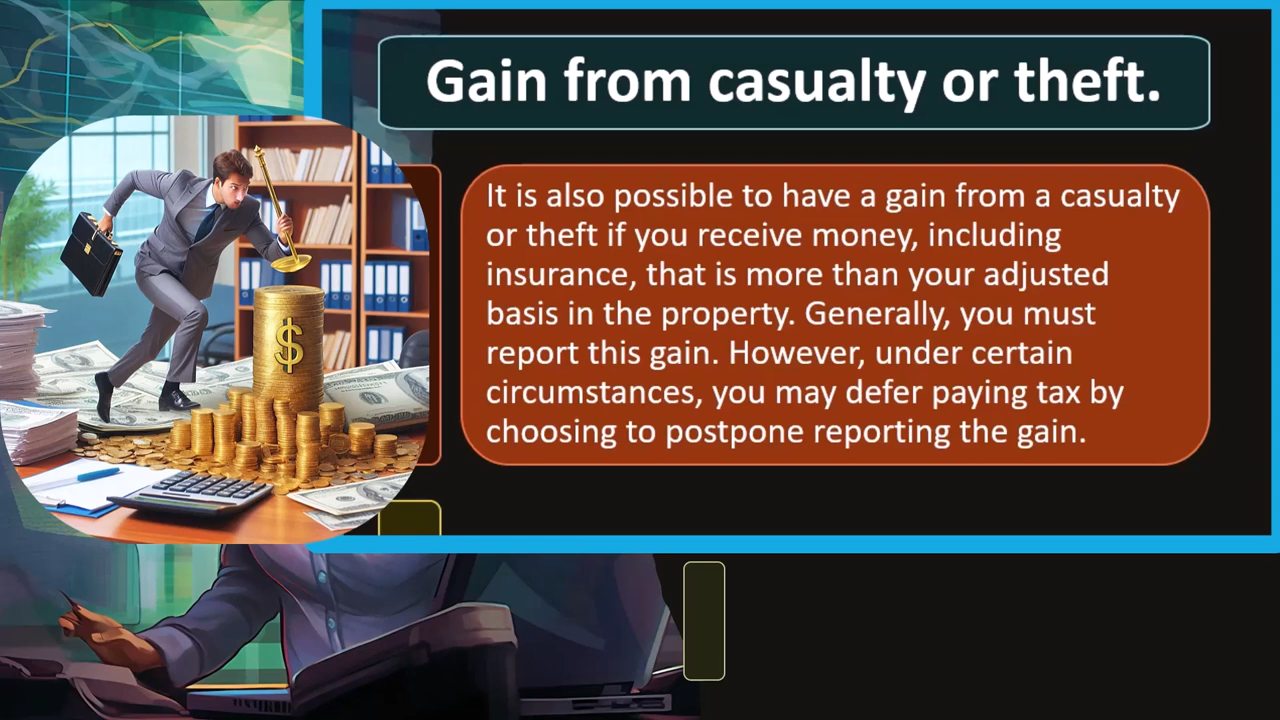 Gain from casualty or theft.
It is also possible to have a gain from a casualty
or theft if you receive money, including
insurance, that is more than your adjusted
basis in the property. Generally, you must
report this gain. However, under certain
circumstances, you may defer paying tax by
choosing to postpone reporting the gain.
$